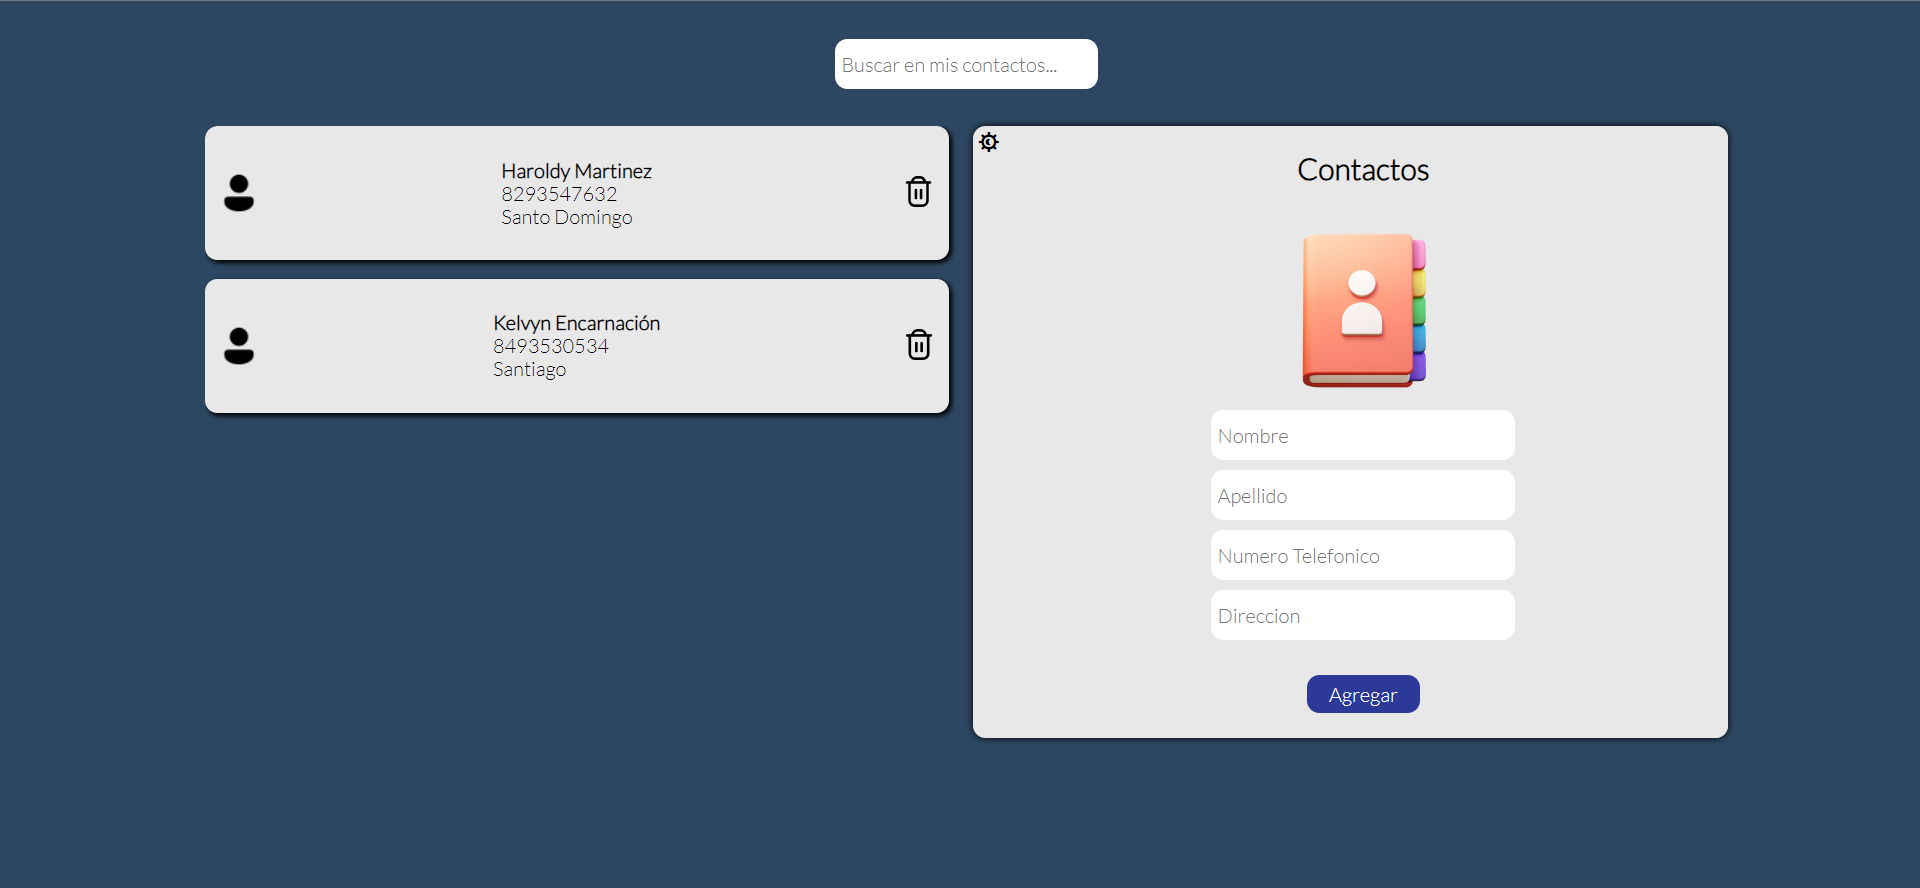 Buscar en mis contactos...
Haroldy Martinez
8293547632
Santo Domingo
Kelvyn Encarnación
8493530534
Santiago
Contactos
Nombre
Apellido
Numero Telefonico
Direccion
Agregar